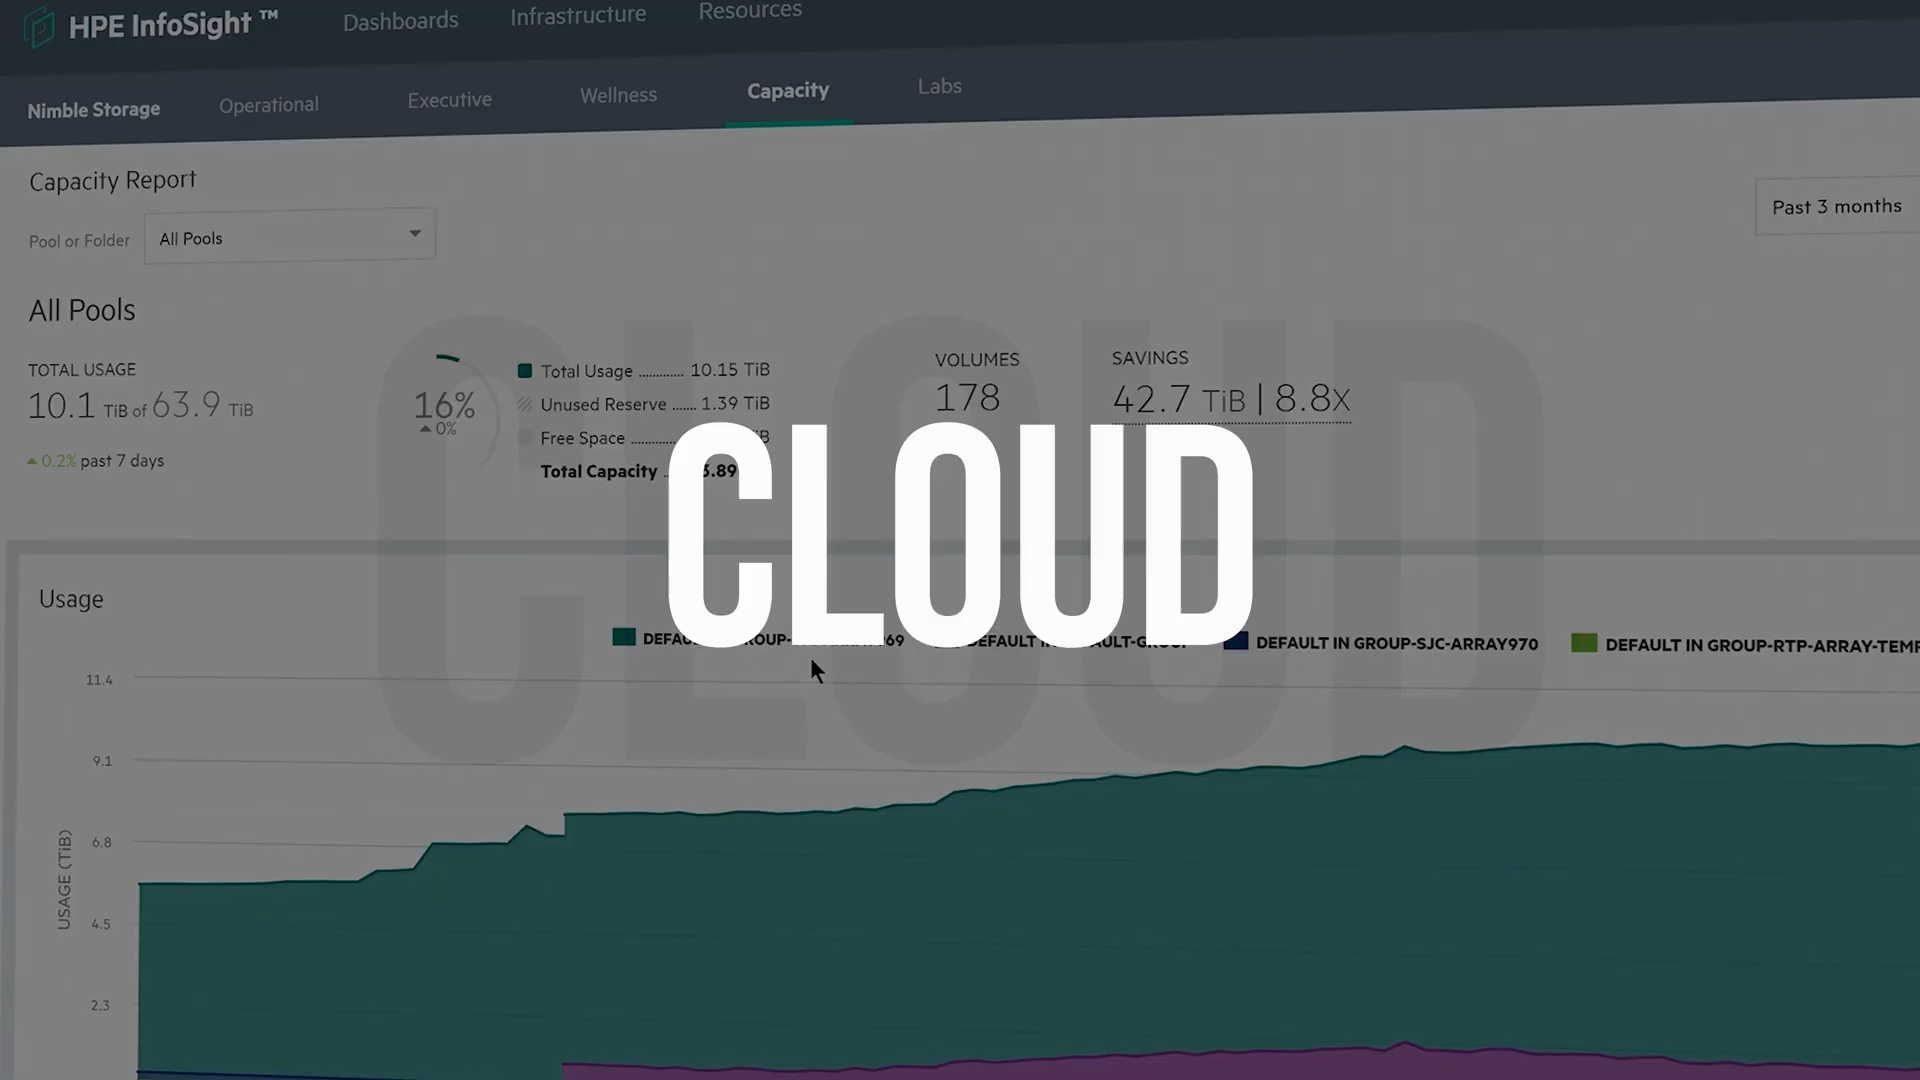 HPE InfoSight ™ Dashboards Infrastructure Resources
Nimble Storage Operational Executive Wellness Capacity Labs
Capacity Report
Past 3 months
Pool or Folder All Pools
All Pools
TOTAL USAGE
10.1 TiB of 63.9 TiB
0.2% past 7 days
16%
0%
Total Usage ............ 10.15 TiB
Unused Reserve ....... 1.39 TiB
Free Space
Total Capacity
VOLUMES
178
SAVINGS
42.7 TiB | 8.8X
CLOUD
CLOUD
Usage
DEFAULT IN GROUP-SJC-ARRAY970
DEFAULT IN GROUP-RTP-ARRAY-TEMP
11.4
9.1
6.8
4.5
2.3
USAGE (TiB)